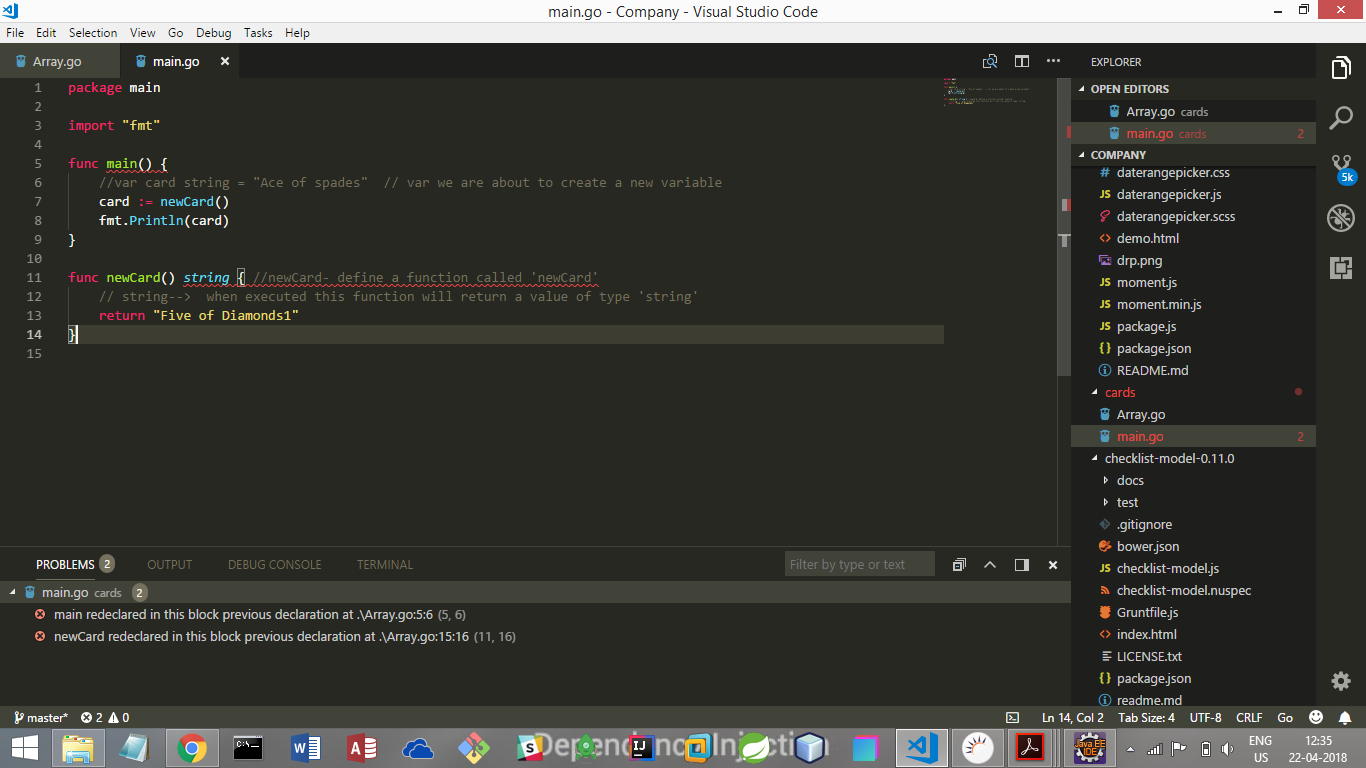 main.go - Company - Visual Studio Code
File Edit Selection View Go Debug Tasks Help
Array.go main.go
1 package main
2
3 import "fmt"
4
5 func main() {
6 //var card string = "Ace of spades" // var we are about to create a new variable
7 card := newCard()
8 fmt.Println(card)
9 }
10
11 func newCard() string { //newCard- define a function called 'newCard'
12 // string--> when executed this function will return a value of type 'string'
13 return "Five of Diamonds1"
14 }
15
PROBLEMS 2 OUTPUT DEBUG CONSOLE TERMINAL Filter by type or text
main.go cards 2
main redeclared in this block previous declaration at .\Array.go:5:6 (5, 6)
newCard redeclared in this block previous declaration at .\Array.go:15:16 (11, 16)
EXPLORER
OPEN EDITORS
Array.go cards
main.go cards 2
COMPANY
# daterangepicker.css
JS daterangepicker.js
daterangepicker.scss
<> demo.html
drp.png
JS moment.js
JS moment.min.js
JS package.js
{} package.json
README.md
cards
Array.go
main.go 2
checklist-model-0.11.0
docs
test
.gitignore
bower.json
JS checklist-model.js
checklist-model.nuspec
Gruntfile.js
<> index.html
LICENSE.txt
{} package.json
readme.md
5k
master* 2 0 Ln 14, Col 2 Tab Size: 4 UTF-8 CRLF Go
Dependency Injection
Java EE IDE
ENG
US
12:35
22-04-2018